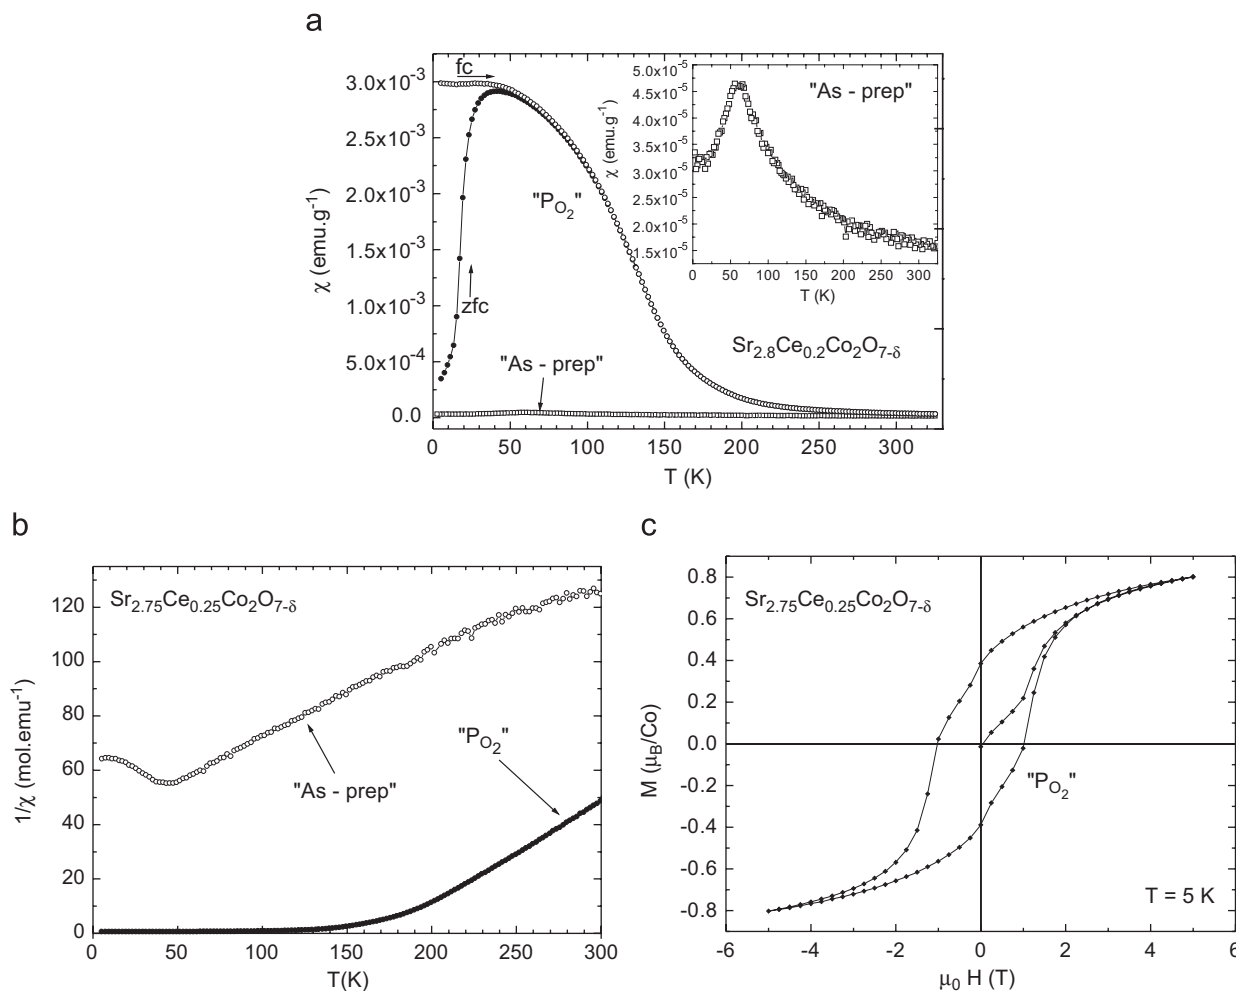 a
fc
3.0x10⁻³
2.5x10⁻³
2.0x10⁻³
1.5x10⁻³
1.0x10⁻³
5.0x10⁻⁴
0.0
χ (emu.g⁻¹)
"P_O₂"
zfc
"As - prep"
Sr₂.₈Ce₀.₂Co₂O₇₋δ
0 50 100 150 200 250 300
T (K)
5.0x10⁻⁵
4.5x10⁻⁵
4.0x10⁻⁵
3.5x10⁻⁵
3.0x10⁻⁵
2.5x10⁻⁵
2.0x10⁻⁵
1.5x10⁻⁵
χ (emu.g⁻¹)
"As - prep"
0 50 100 150 200 250 300
T (K)
b
Sr₂.₇₅Ce₀.₂₅Co₂O₇₋δ
120
100
80
60
40
20
0
1/χ (mol.emu⁻¹)
"P_O₂"
"As - prep"
0 50 100 150 200 250 300
T(K)
c
Sr₂.₇₅Ce₀.₂₅Co₂O₇₋δ
0.8
0.6
0.4
0.2
0.0
-0.2
-0.4
-0.6
-0.8
M (μ_B/Co)
"P_O₂"
T = 5 K
-6 -4 -2 0 2 4 6
μ₀ H (T)